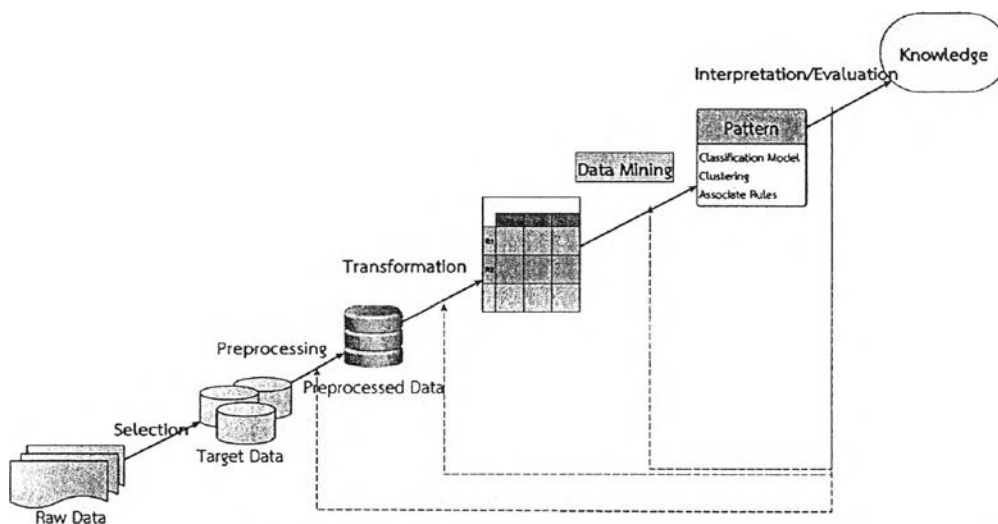 Knowledge
Interpretation/Evaluation
Pattern
Classification Model
Clustering
Associate Rules
Data Mining
Transformation
Preprocessing
Preprocessed Data
Selection
Target Data
Raw Data